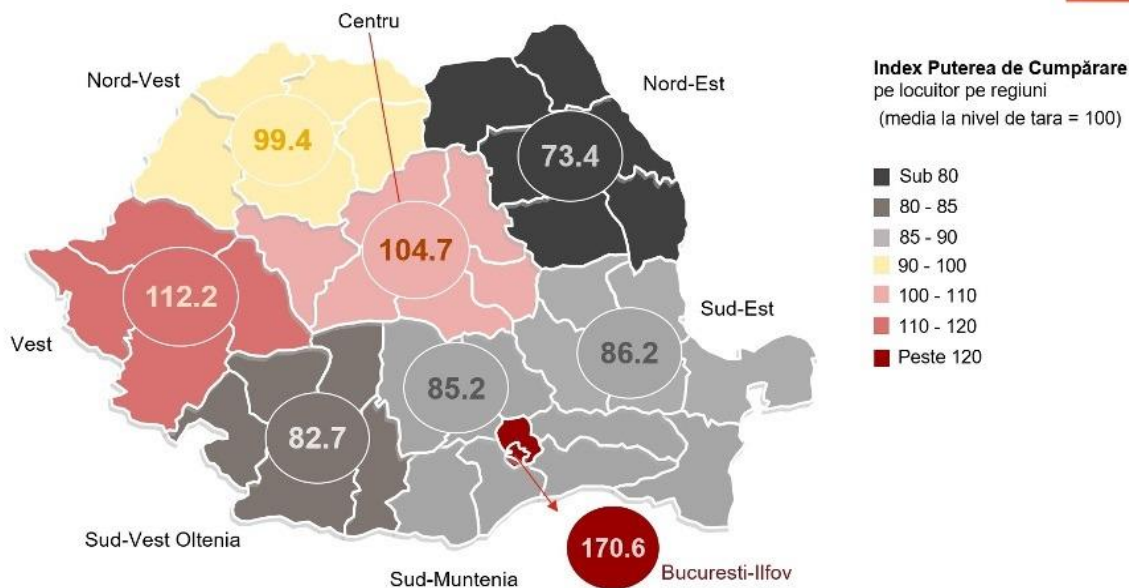 Centru
Nord-Vest
Nord-Est
99.4
73.4
104.7
112.2
Vest
Sud-Est
86.2
85.2
82.7
Sud-Vest Oltenia
Sud-Muntenia
170.6
Bucuresti-Ilfov
Index Puterea de Cumpărare
pe locuitor pe regiuni
(media la nivel de tara = 100)
Sub 80
80 - 85
85 - 90
90 - 100
100 - 110
110 - 120
Peste 120